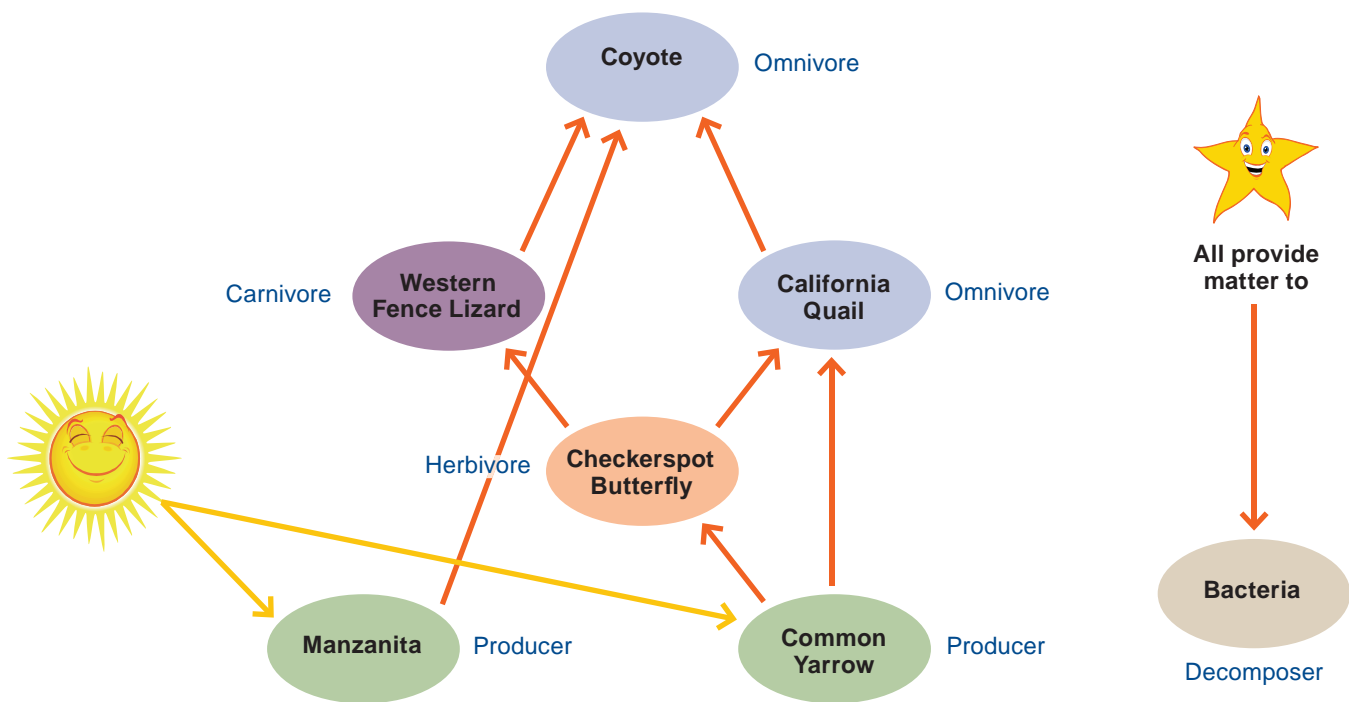 Coyote
Omnivore
All provide
matter to
Carnivore
Western
Fence Lizard
California
Quail
Omnivore
Herbivore
Checkerspot
Butterfly
Bacteria
Decomposer
Manzanita
Producer
Common
Yarrow
Producer